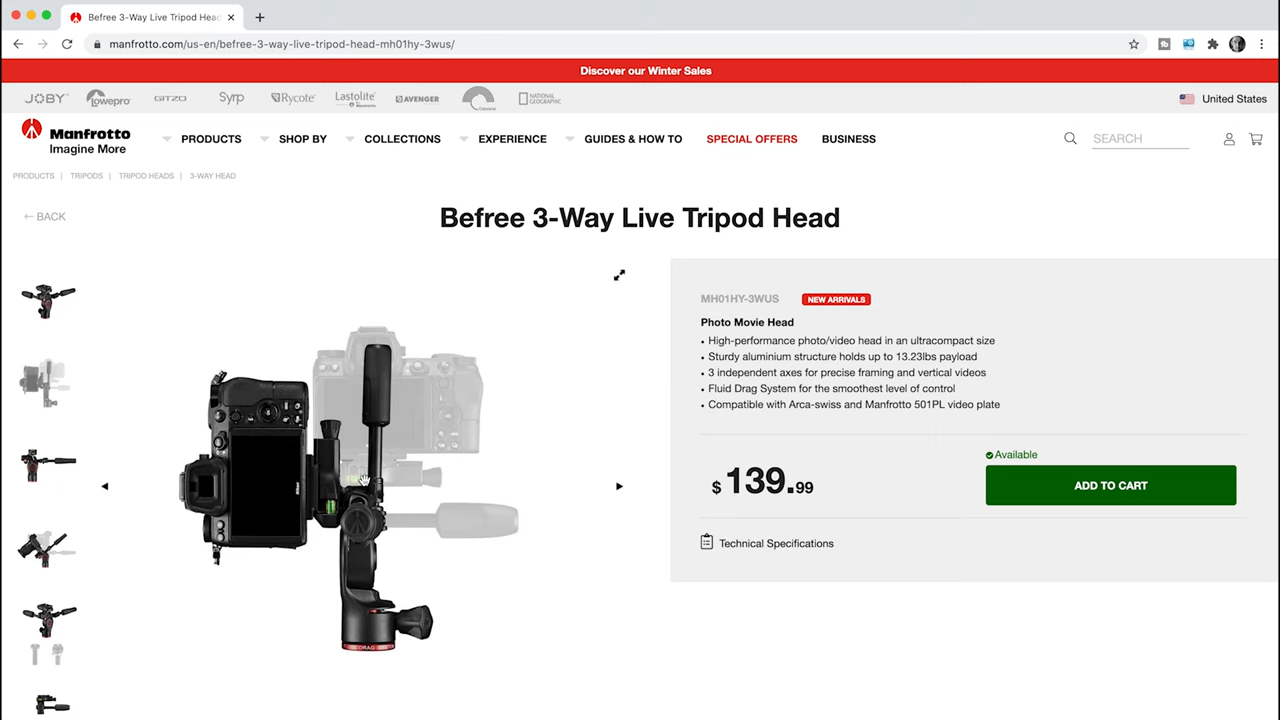 Befree 3-Way Live Tripod Head
manfrotto.com/us-en/befree-3-way-live-tripod-head-mh01hy-3wus/
Discover our Winter Sales
JOBY
Lowepro
GITZO
Syrp
Rycote
Lastolite
AVENGER
Colorama
NATIONAL GEOGRAPHIC
United States
Manfrotto
Imagine More
PRODUCTS
SHOP BY
COLLECTIONS
EXPERIENCE
GUIDES & HOW TO
SPECIAL OFFERS
BUSINESS
SEARCH
PRODUCTS | TRIPODS | TRIPOD HEADS | 3-WAY HEAD
← BACK
Befree 3-Way Live Tripod Head
MH01HY-3WUS
NEW ARRIVALS
Photo Movie Head
• High-performance photo/video head in an ultracompact size
• Sturdy aluminium structure holds up to 13.23lbs payload
• 3 independent axes for precise framing and vertical videos
• Fluid Drag System for the smoothest level of control
• Compatible with Arca-swiss and Manfrotto 501PL video plate
Available
$ 139.99
ADD TO CART
Technical Specifications
DRAG